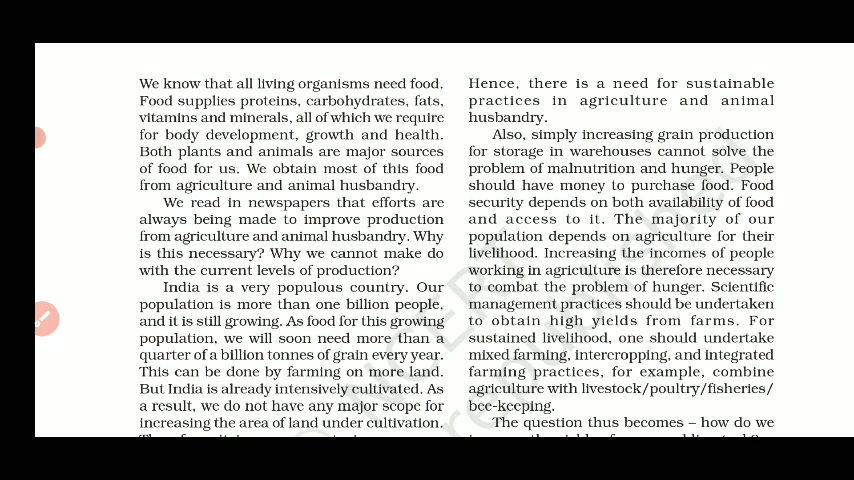 We know that all living organisms need food.
Food supplies proteins, carbohydrates, fats,
vitamins and minerals, all of which we require
for body development, growth and health.
Both plants and animals are major sources
of food for us. We obtain most of this food
from agriculture and animal husbandry.
We read in newspapers that efforts are
always being made to improve production
from agriculture and animal husbandry. Why
is this necessary? Why we cannot make do
with the current levels of production?
India is a very populous country. Our
population is more than one billion people,
and it is still growing. As food for this growing
population, we will soon need more than a
quarter of a billion tonnes of grain every year.
This can be done by farming on more land.
But India is already intensively cultivated. As
a result, we do not have any major scope for
increasing the area of land under cultivation.
Hence, there is a need for sustainable
practices in agriculture and animal
husbandry.
Also, simply increasing grain production
for storage in warehouses cannot solve the
problem of malnutrition and hunger. People
should have money to purchase food. Food
security depends on both availability of food
and access to it. The majority of our
population depends on agriculture for their
livelihood. Increasing the incomes of people
working in agriculture is therefore necessary
to combat the problem of hunger. Scientific
management practices should be undertaken
to obtain high yields from farms. For
sustained livelihood, one should undertake
mixed farming, intercropping, and integrated
farming practices, for example, combine
agriculture with livestock/poultry/fisheries/
bee-keeping.
The question thus becomes – how do we
© NCERT
republished